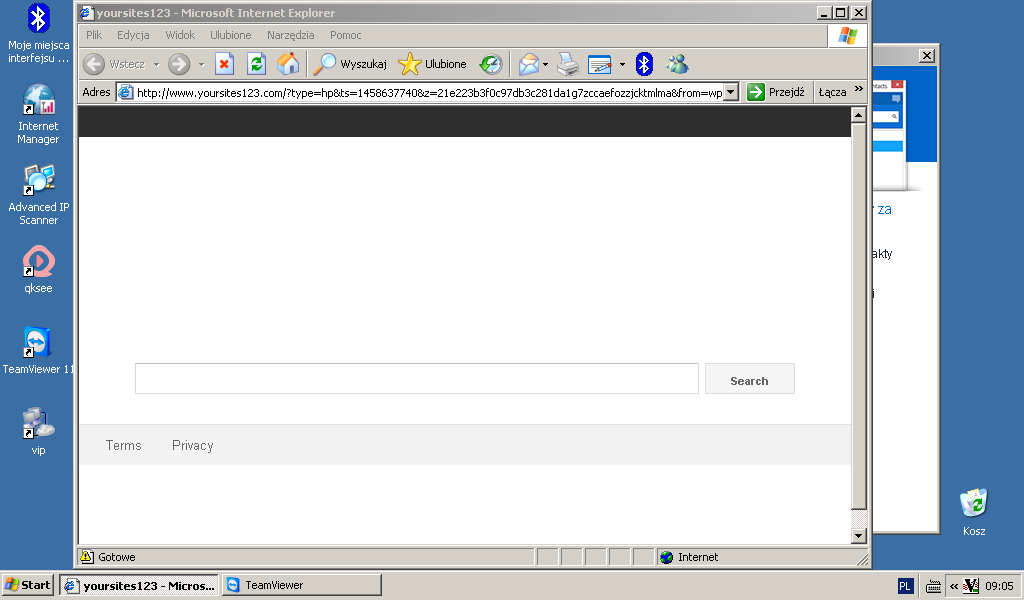 Moje miejsca
interfejsu ...
Internet
Manager
Advanced IP
Scanner
qksee
TeamViewer 11
vip
yoursites123 - Microsoft Internet Explorer
Plik Edycja Widok Ulubione Narzędzia Pomoc
Wstecz Wyszukaj Ulubione
Adres http://www.yoursites123.com/?type=hp&ts=1458637740&z=21e223b3f0c97db3c281da1g7zccaefozzjcktmlma&from=wp Przejdź Łącza »
Search
Terms Privacy
Gotowe Internet
ntacts
za
akty
i
Kosz
Start yoursites123 - Micros... TeamViewer PL « 09:05